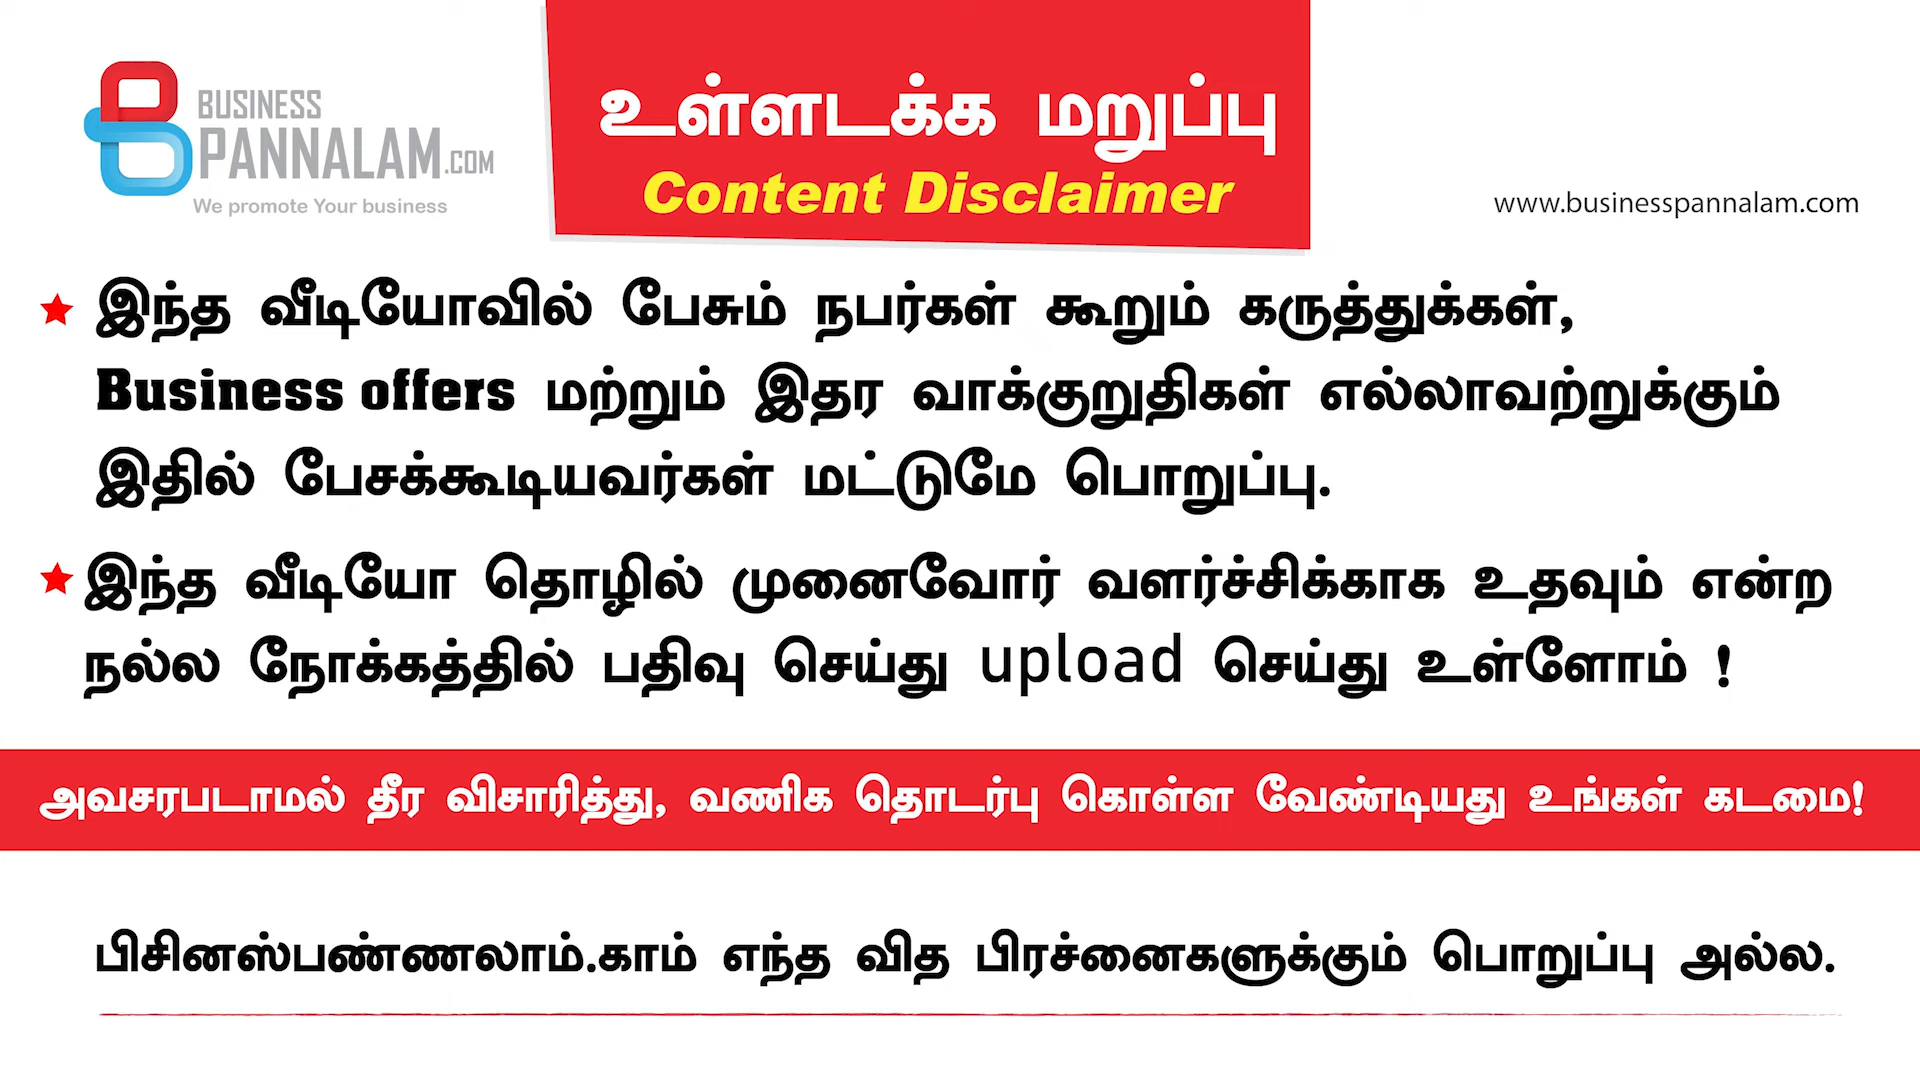 BUSINESS
PANNALAM.COM
We promote Your business
உள்ளடக்க மறுப்பு
Content Disclaimer
www.businesspannalam.com
இந்த வீடியோவில் பேசும் நபர்கள் கூறும் கருத்துக்கள்,
Business offers மற்றும் இதர வாக்குறுதிகள் எல்லாவற்றுக்கும்
இதில் பேசக்கூடியவர்கள் மட்டுமே பொறுப்பு.
இந்த வீடியோ தொழில் முனைவோர் வளர்ச்சிக்காக உதவும் என்ற
நல்ல நோக்கத்தில் பதிவு செய்து upload செய்து உள்ளோம் !
அவசரபடாமல் தீர விசாரித்து, வணிக தொடர்பு கொள்ள வேண்டியது உங்கள் கடமை!
பிசினஸ்பண்ணலாம்.காம் எந்த வித பிரச்னைகளுக்கும் பொறுப்பு அல்ல.